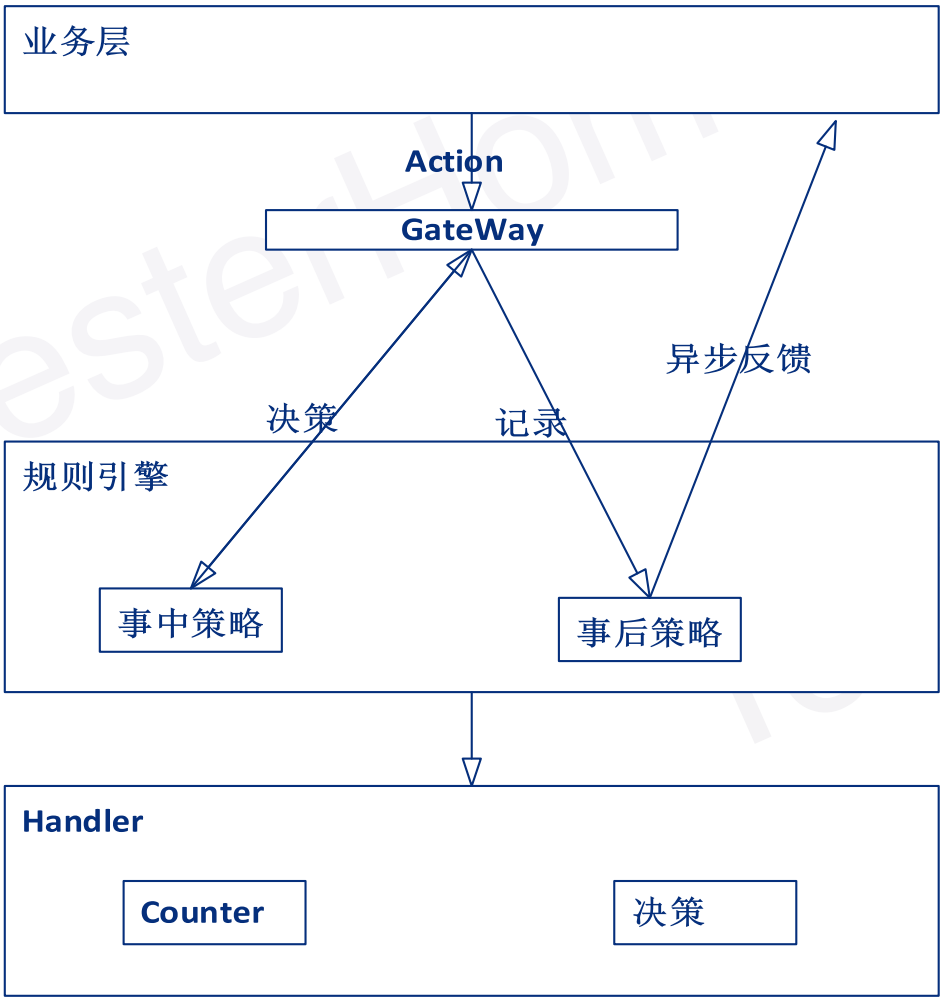 业务层
Action
GateWay
异步反馈
决策
记录
规则引擎
事中策略
事后策略
Handler
Counter
决策